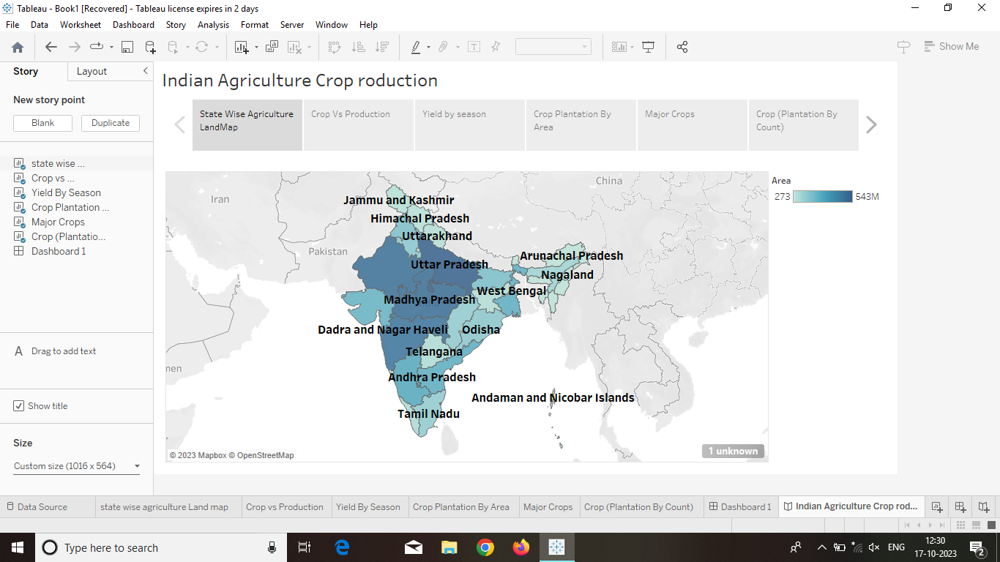 Tableau - Book1 [Recovered] - Tableau license expires in 2 days
File Data Worksheet Dashboard Story Analysis Format Server Window Help
Show Me
Story Layout
New story point
Blank Duplicate
state wise ...
Crop vs ...
Yield By Season
Crop Plantation ...
Major Crops
Crop (Plantatio...
Dashboard 1
A Drag to add text
Show title
Size
Custom size (1016 x 564)
Indian Agriculture Crop roduction
State Wise Agriculture
LandMap
Crop Vs Production
Yield by season
Crop Plantation By
Area
Major Crops
Crop (Plantation By
Count)
China
Iran
Pakistan
men
Jammu and Kashmir
Himachal Pradesh
Uttarakhand
Uttar Pradesh
Arunachal Pradesh
Nagaland
West Bengal
Madhya Pradesh
Dadra and Nagar Haveli
Odisha
Telangana
Andhra Pradesh
Andaman and Nicobar Islands
Tamil Nadu
© 2023 Mapbox © OpenStreetMap
1 unknown
Area
273 543M
Data Source state wise agriculture Land map Crop vs Production Yield By Season Crop Plantation By Area Major Crops Crop (Plantation By Count) Dashboard 1 Indian Agriculture Crop rod...
Type here to search
ENG
12:30
17-10-2023
2